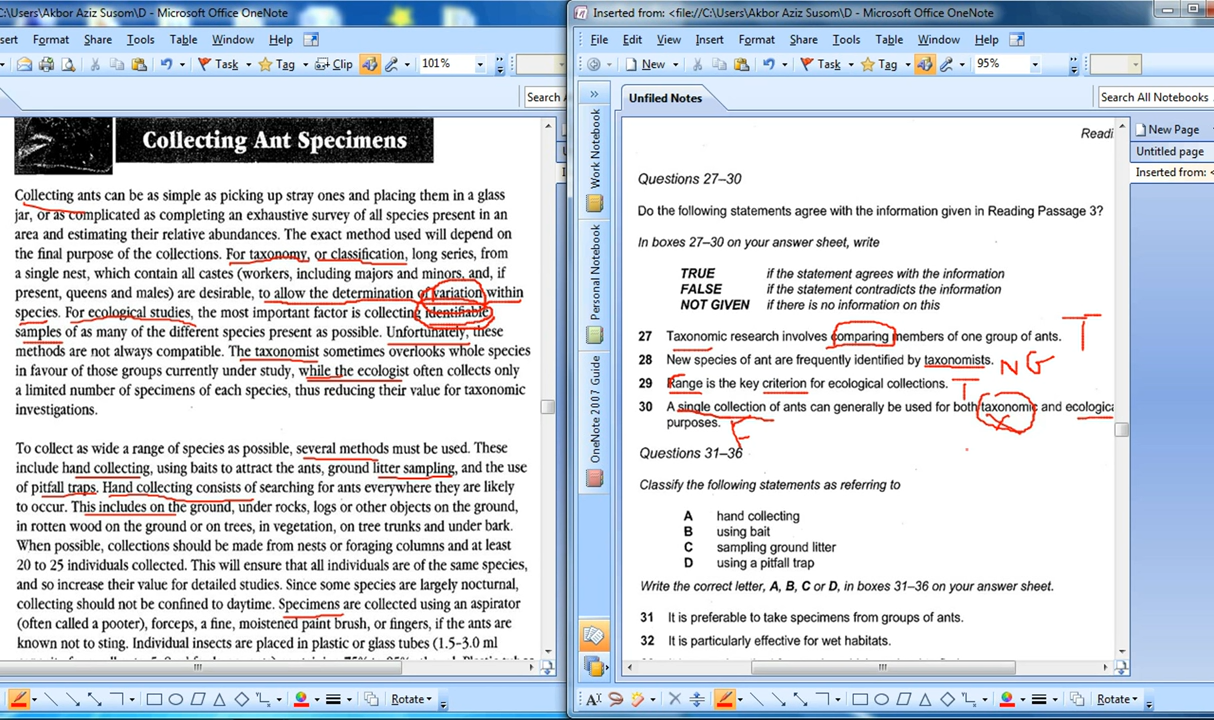 C:\Users\Akbor Aziz Susom\D - Microsoft Office OneNote
sert Format Share Tools Table Window Help
Task Tag Clip 101%
Search A
Collecting Ant Specimens
Collecting ants can be as simple as picking up stray ones and placing them in a glass
jar, or as complicated as completing an exhaustive survey of all species present in an
area and estimating their relative abundances. The exact method used will depend on
the final purpose of the collections. For taxonomy, or classification, long series, from
a single nest, which contain all castes (workers, including majors and minors, and, if
present, queens and males) are desirable, to allow the determination of variation within
species. For ecological studies, the most important factor is collecting identifiable
samples of as many of the different species present as possible. Unfortunately, these
methods are not always compatible. The taxonomist sometimes overlooks whole species
in favour of those groups currently under study, while the ecologist often collects only
a limited number of specimens of each species, thus reducing their value for taxonomic
investigations.
To collect as wide a range of species as possible, several methods must be used. These
include hand collecting, using baits to attract the ants, ground litter sampling, and the use
of pitfall traps. Hand collecting consists of searching for ants everywhere they are likely
to occur. This includes on the ground, under rocks, logs or other objects on the ground,
in rotten wood on the ground or on trees, in vegetation, on tree trunks and under bark.
When possible, collections should be made from nests or foraging columns and at least
20 to 25 individuals collected. This will ensure that all individuals are of the same species,
and so increase their value for detailed studies. Since some species are largely nocturnal,
collecting should not be confined to daytime. Specimens are collected using an aspirator
(often called a pooter), forceps, a fine, moistened paint brush, or fingers, if the ants are
known not to sting. Individual insects are placed in plastic or glass tubes (1.5–3.0 ml
Rotate
Inserted from: <file://C:\Users\Akbor Aziz Susom\D - Microsoft Office OneNote
File Edit View Insert Format Share Tools Table Window Help
New Task Tag 95%
Unfiled Notes
Search All Notebooks
New Page
Untitled page
Inserted from: <
Work Notebook
Personal Notebook
OneNote 2007 Guide
Readi
Questions 27–30
Do the following statements agree with the information given in Reading Passage 3?
In boxes 27–30 on your answer sheet, write
TRUE if the statement agrees with the information
FALSE if the statement contradicts the information
NOT GIVEN if there is no information on this
27 Taxonomic research involves comparing members of one group of ants. T
28 New species of ant are frequently identified by taxonomists. NG
29 Range is the key criterion for ecological collections. T
30 A single collection of ants can generally be used for both taxonomic and ecologica
purposes. F
Questions 31–36
Classify the following statements as referring to
A hand collecting
B using bait
C sampling ground litter
D using a pitfall trap
Write the correct letter, A, B, C or D, in boxes 31–36 on your answer sheet.
31 It is preferable to take specimens from groups of ants.
32 It is particularly effective for wet habitats.
Rotate